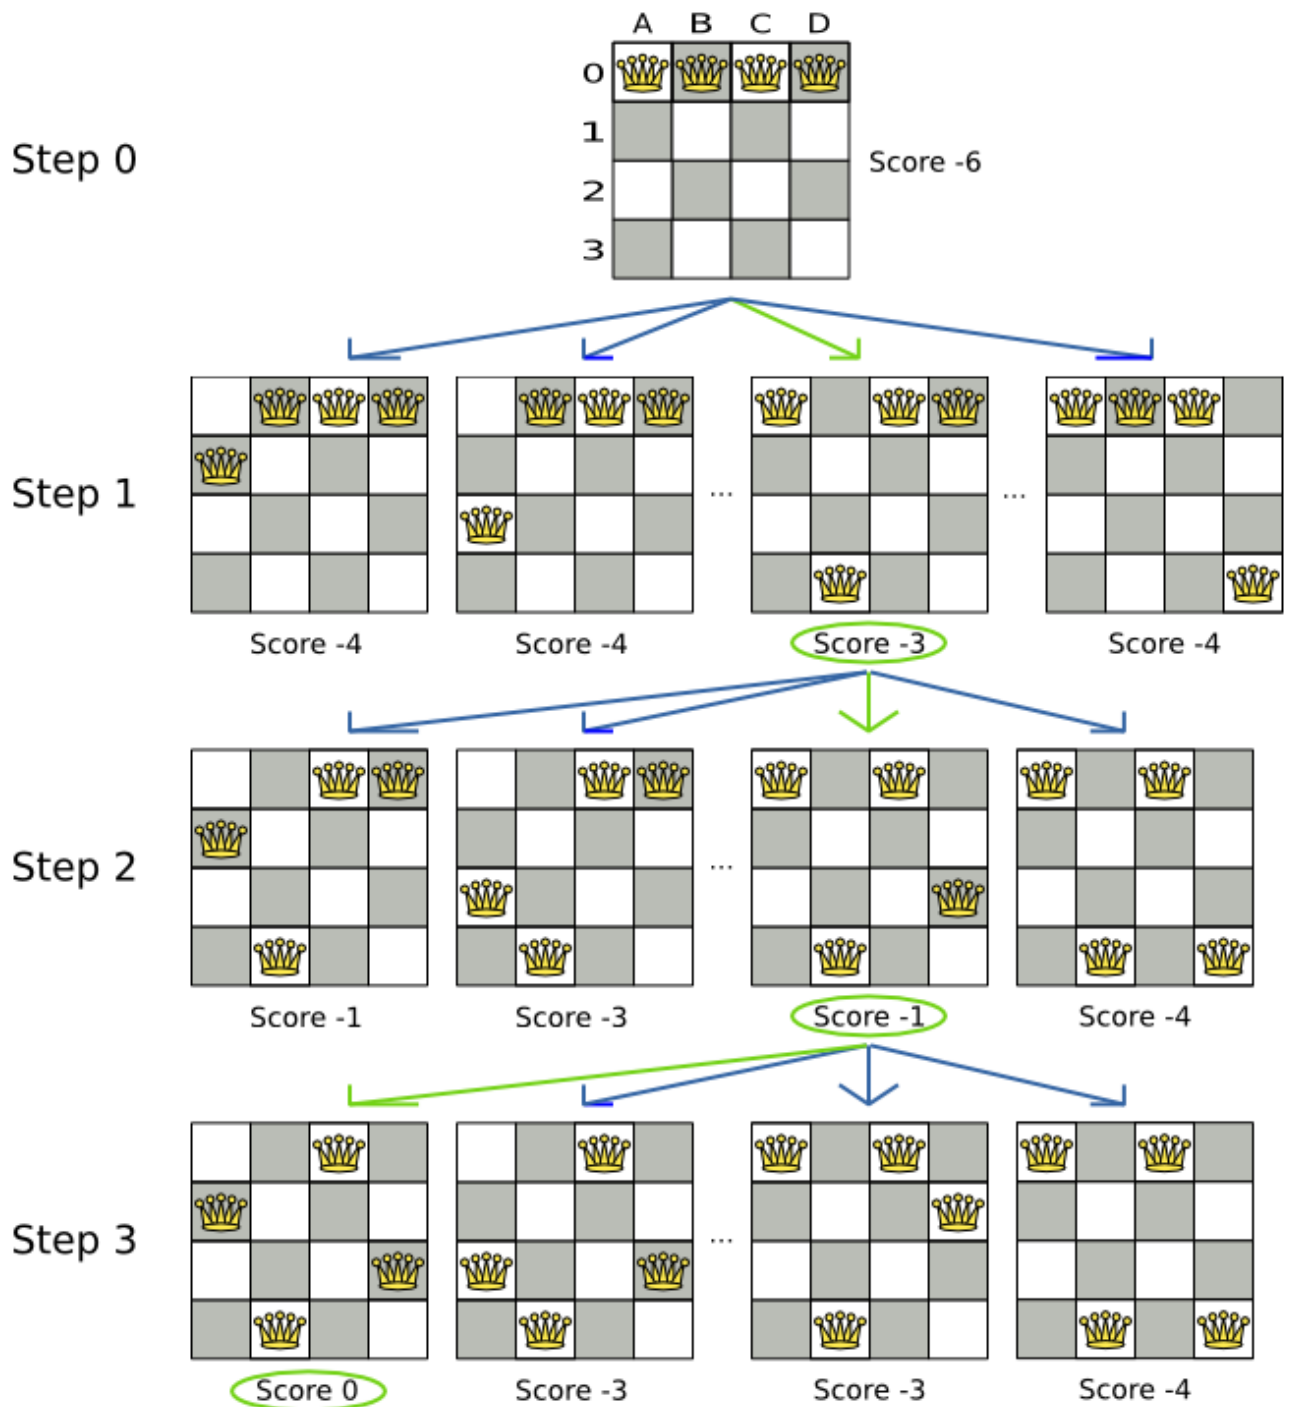 A B C D
0
1
2
3
Step 0
Score -6
Step 1
... ...
Score -4 Score -4 Score -3 Score -4
Step 2
...
Score -1 Score -3 Score -1 Score -4
Step 3
...
Score 0 Score -3 Score -3 Score -4